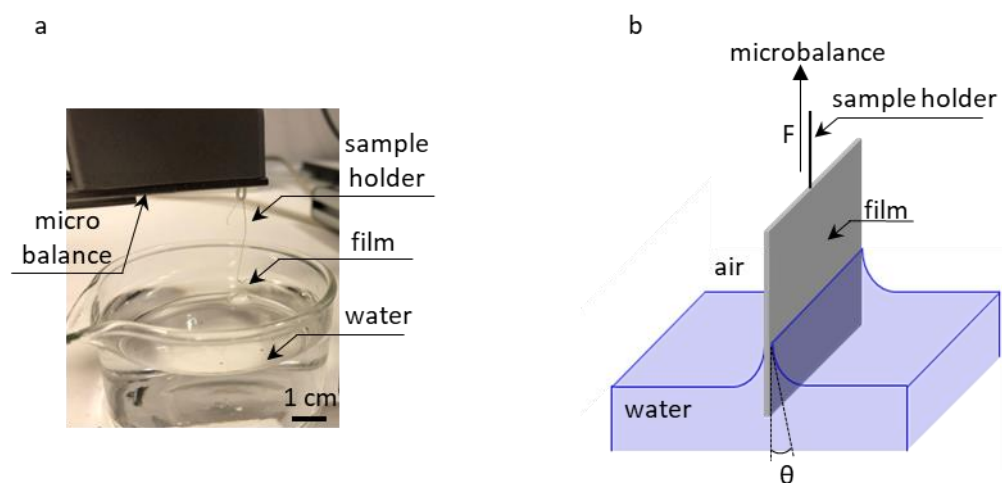 a
sample
holder
micro
balance
film
water
1 cm
b
microbalance
sample holder
F
film
air
water
θ